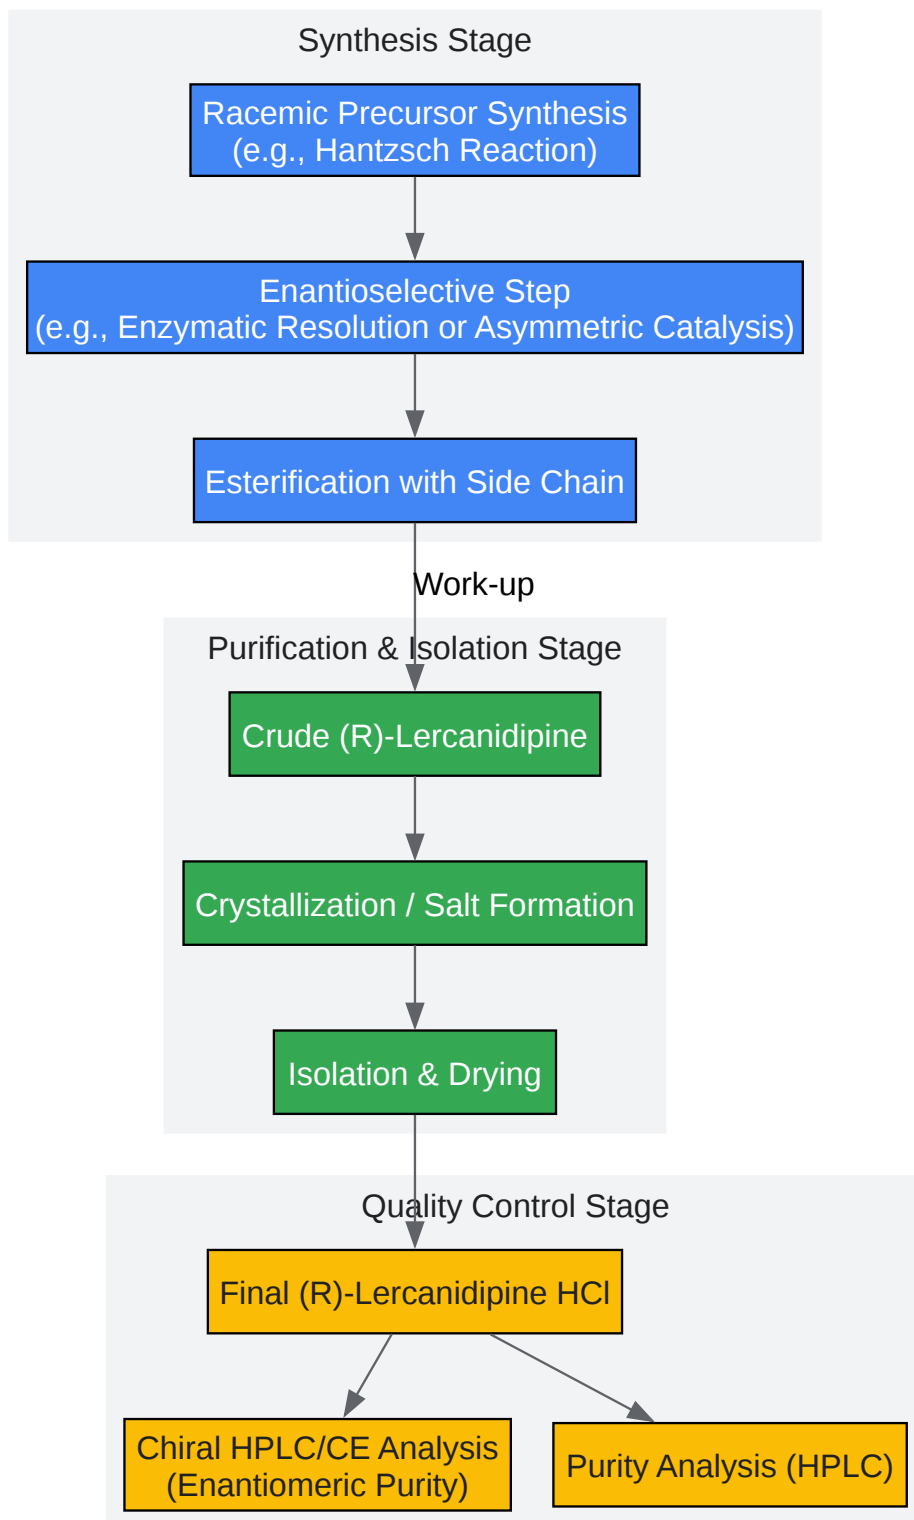 Synthesis Stage
Racemic Precursor Synthesis
(e.g., Hantzsch Reaction)
Enantioselective Step
(e.g., Enzymatic Resolution or Asymmetric Catalysis)
Esterification with Side Chain
Work-up
Purification & Isolation Stage
Crude (R)-Lercanidipine
Crystallization / Salt Formation
Isolation & Drying
Quality Control Stage
Final (R)-Lercanidipine HCl
Chiral HPLC/CE Analysis
(Enantiomeric Purity)
Purity Analysis (HPLC)